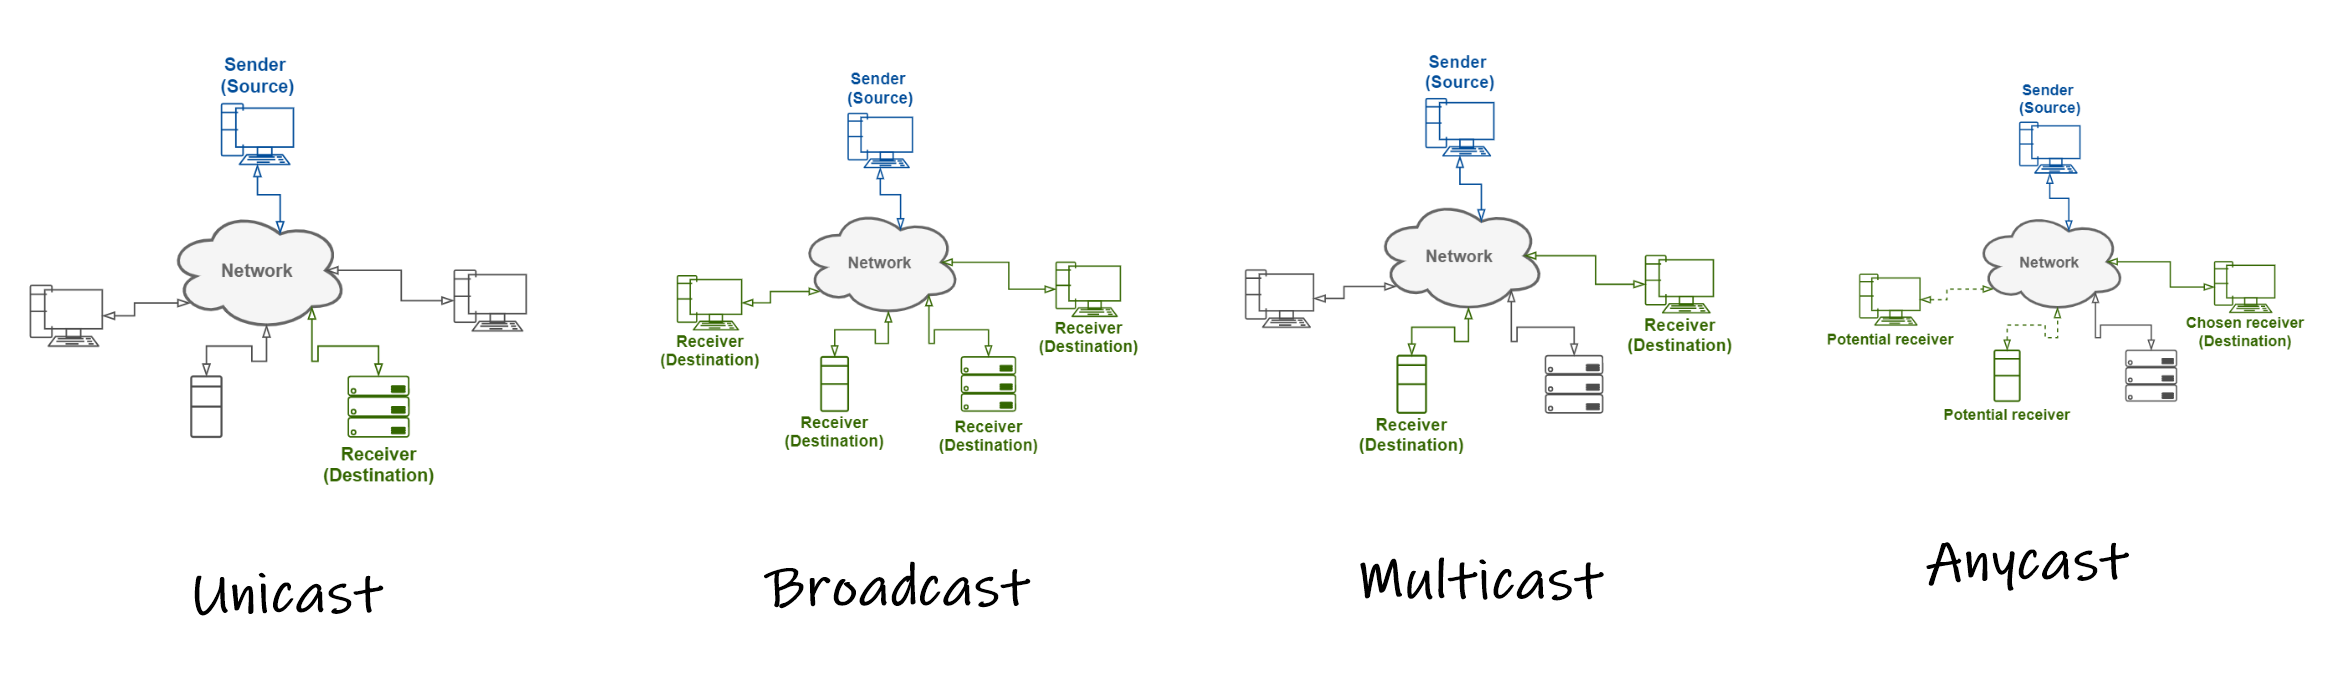 Sender
(Source)
Network
Receiver
(Destination)
Unicast
Sender
(Source)
Network
Receiver
(Destination)
Receiver
(Destination)
Receiver
(Destination)
Receiver
(Destination)
Broadcast
Sender
(Source)
Network
Receiver
(Destination)
Receiver
(Destination)
Multicast
Sender
(Source)
Network
Potential receiver
Chosen receiver
(Destination)
Potential receiver
Anycast